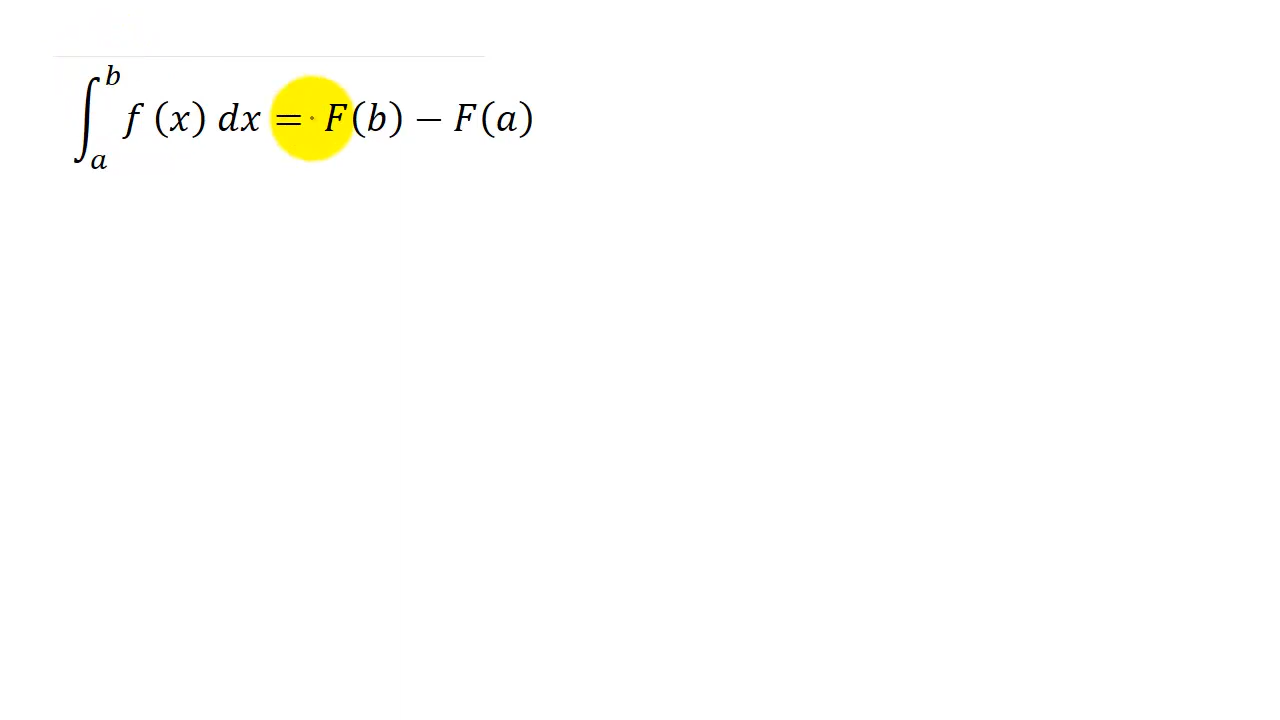 ∫_a^b f (x) dx = F(b) − F(a)